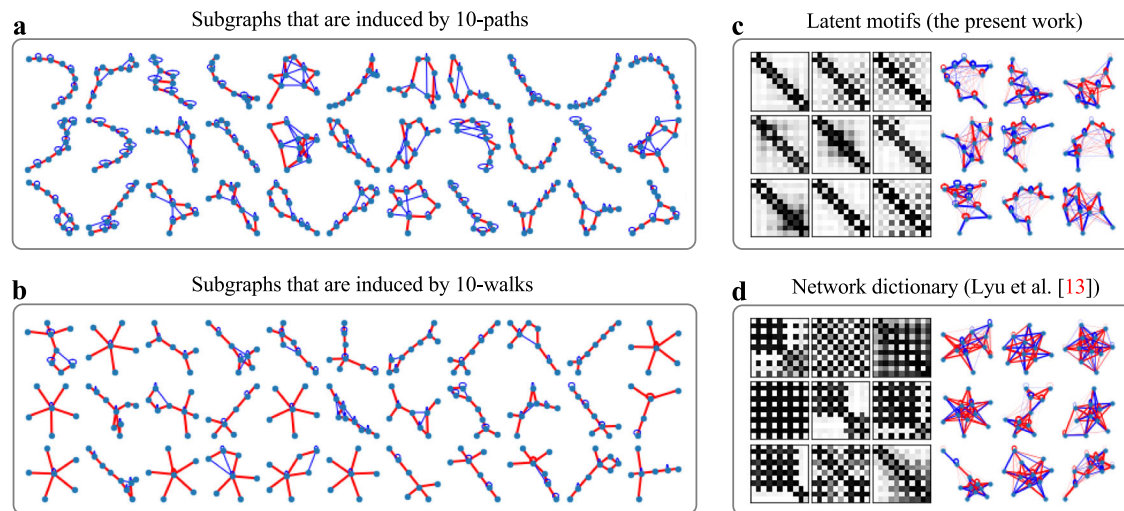 a
Subgraphs that are induced by 10-paths
c
Latent motifs (the present work)
b
Subgraphs that are induced by 10-walks
d
Network dictionary (Lyu et al. [13])